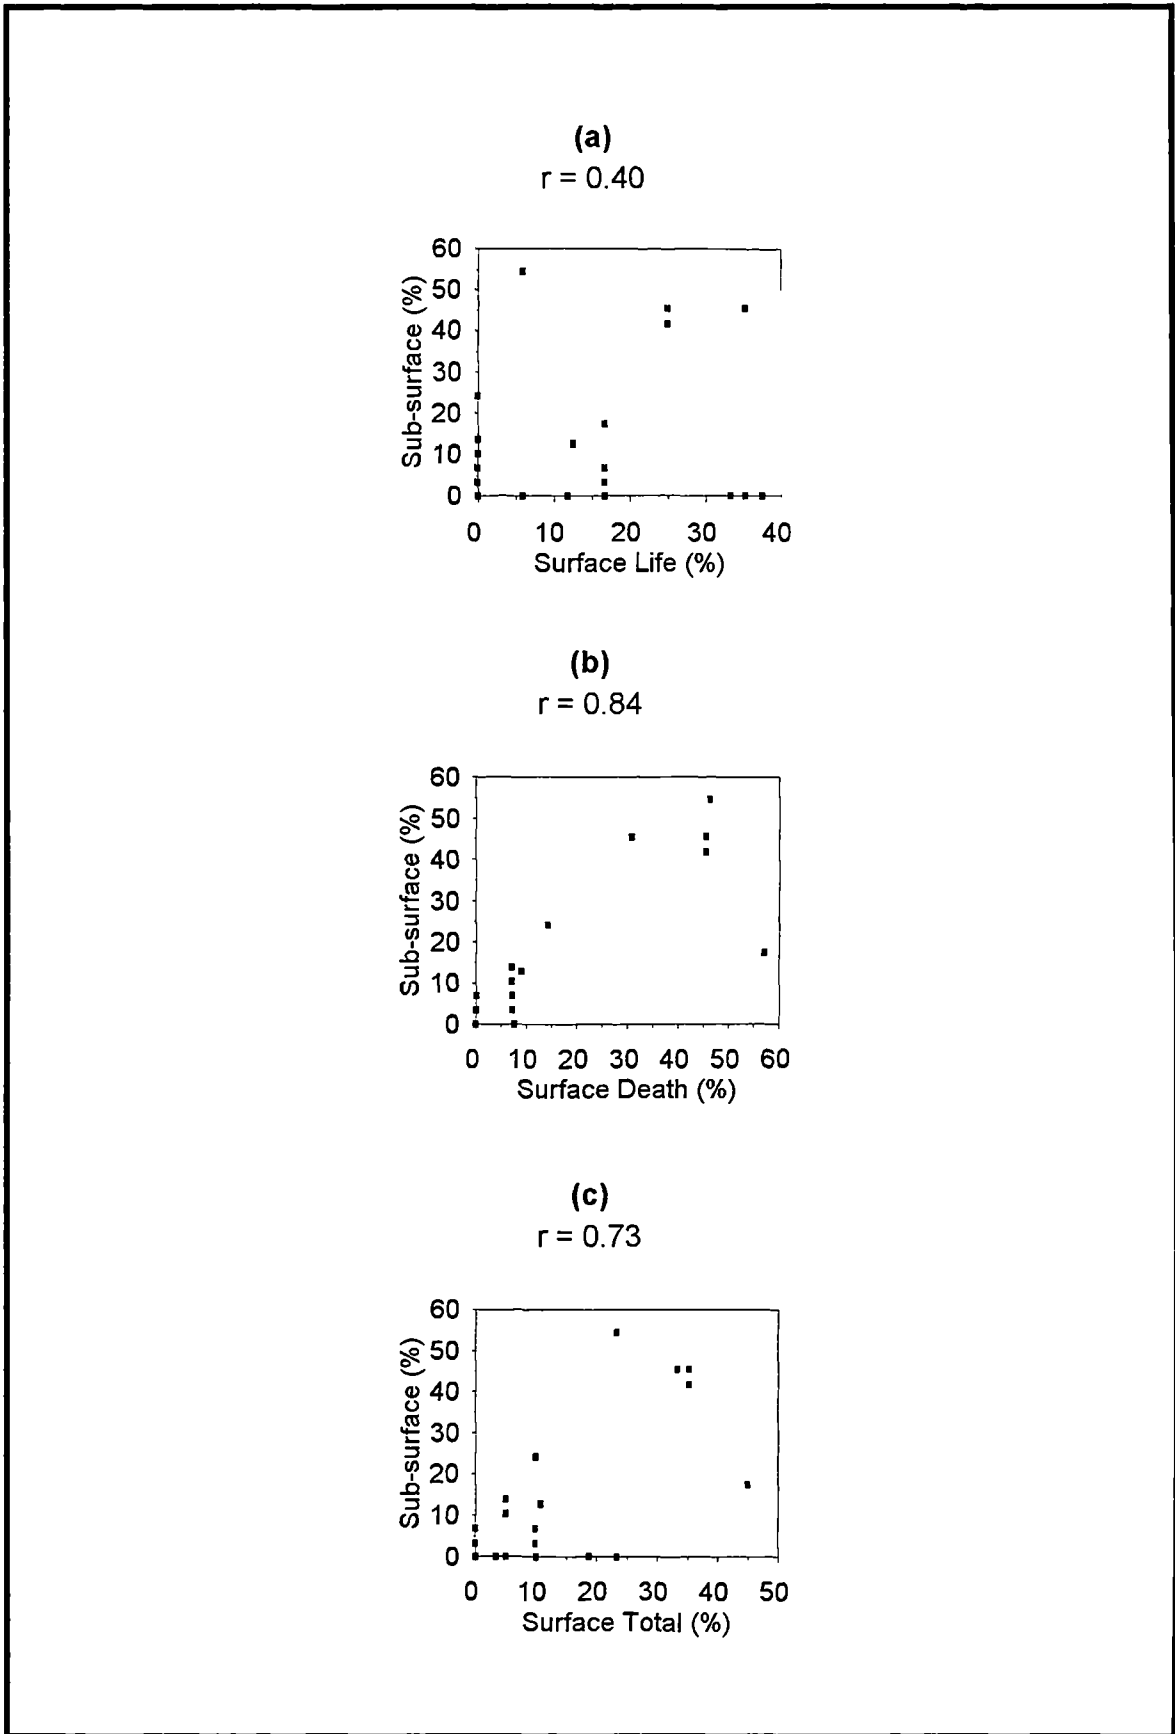 (a)
r = 0.40
60
50
40
30
20
10
0
Sub-surface (%)
0 10 20 30 40
Surface Life (%)
(b)
r = 0.84
60
50
40
30
20
10
0
Sub-surface (%)
0 10 20 30 40 50 60
Surface Death (%)
(c)
r = 0.73
60
50
40
30
20
10
0
Sub-surface (%)
0 10 20 30 40 50
Surface Total (%)